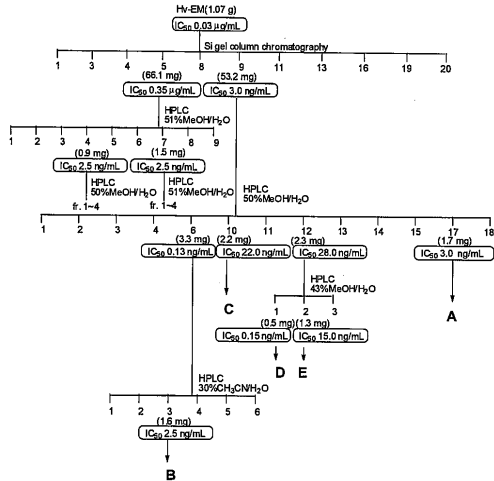 Hv-EM(1.07 g)
IC50 0.03 μg/mL
Si gel column chromatography
1 3 4 5 8 9 11 13 16 19 20
(66.1 mg) (53.2 mg)
IC50 0.35 μg/mL IC50 3.0 ng/mL
HPLC
51%MeOH/H2O
1 2 3 4 5 6 7 8 9
(0.9 mg) (1.5 mg)
IC50 2.5 ng/mL IC50 2.5 ng/mL
HPLC HPLC HPLC
50%MeOH/H2O 51%MeOH/H2O 50%MeOH/H2O
fr. 1~4 fr. 1~4
1 2 3 4 6 10 11 12 14 15 16 17 18
(3.3 mg) (2.2 mg) (2.3 mg) (1.7 mg)
IC50 0.13 ng/mL IC50 22.0 ng/mL IC50 28.0 ng/mL IC50 3.0 ng/mL
HPLC
43%MeOH/H2O
C A
1 2 3
(0.5 mg) (1.3 mg)
IC50 0.15 ng/mL IC50 15.0 ng/mL
D E
HPLC
30%CH3CN/H2O
1 2 3 4 5 6
(1.6 mg)
IC50 2.5 ng/mL
B